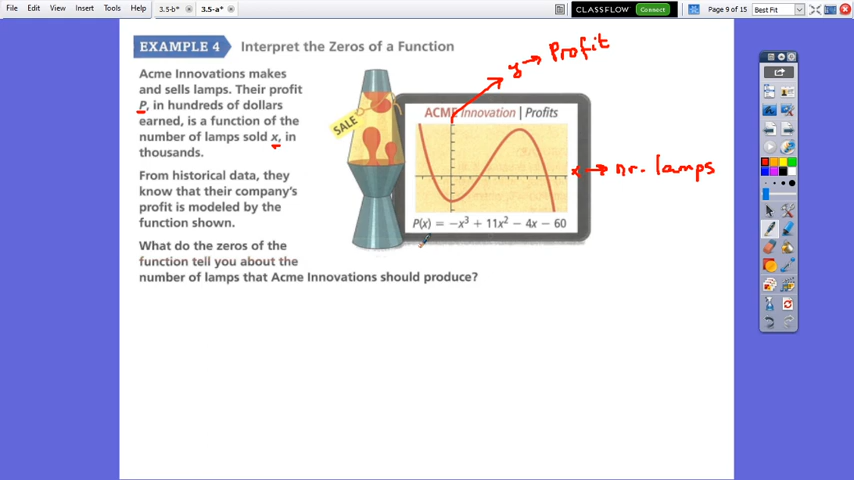 File Edit View Insert Tools Help
3.5-b*
3.5-a*
CLASSFLOW Connect
Page 9 of 15
Best Fit
EXAMPLE 4 Interpret the Zeros of a Function
y → Profit
Acme Innovations makes
and sells lamps. Their profit
P, in hundreds of dollars
earned, is a function of the
number of lamps sold x, in
thousands.
From historical data, they
know that their company's
profit is modeled by the
function shown.
What do the zeros of the
function tell you about the
number of lamps that Acme Innovations should produce?
SALE
ACME Innovation | Profits
x → nr. lamps
P(x) = −x³ + 11x² − 4x − 60